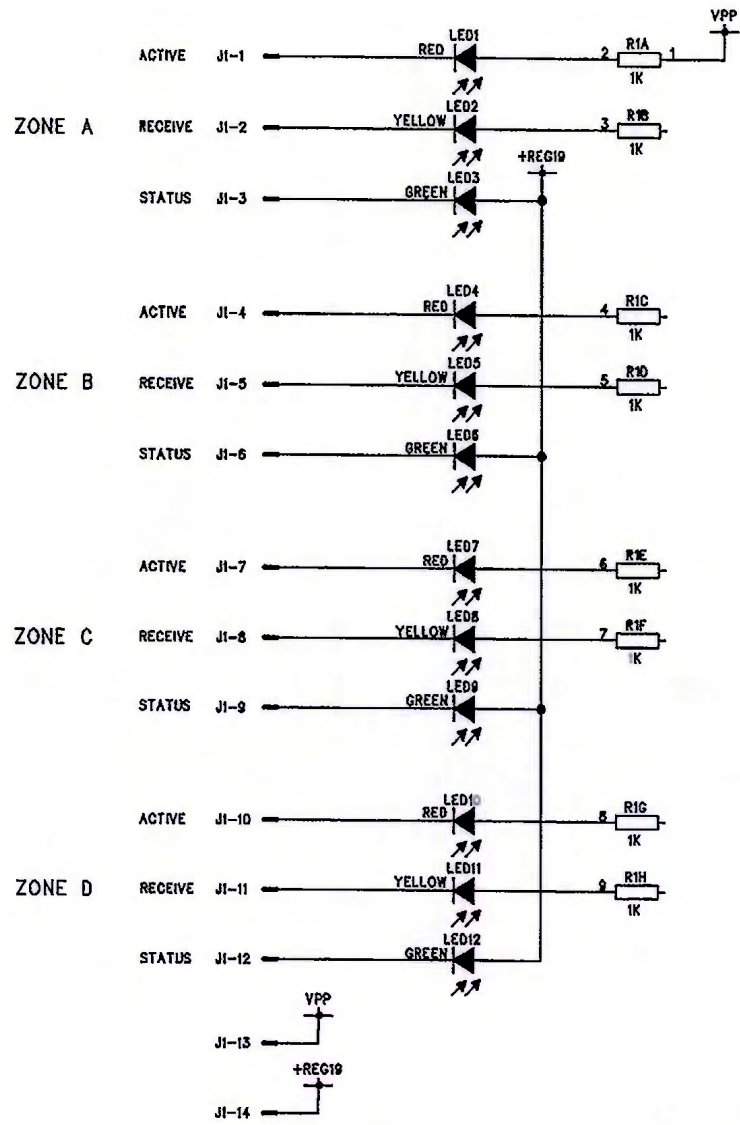 VPP
LED1
ACTIVE J1-1 RED 2 R1A 1
1K
LED2
ZONE A RECEIVE J1-2 YELLOW 3 R1B
1K
+REG19
LED3
STATUS J1-3 GREEN
LED4
ACTIVE J1-4 RED 4 R1C
1K
LED5
ZONE B RECEIVE J1-5 YELLOW 5 R1D
1K
LED6
STATUS J1-6 GREEN
LED7
ACTIVE J1-7 RED 6 R1E
1K
LED8
ZONE C RECEIVE J1-8 YELLOW 7 R1F
1K
LED9
STATUS J1-9 GREEN
LED10
ACTIVE J1-10 RED 8 R1G
1K
LED11
ZONE D RECEIVE J1-11 YELLOW 9 R1H
1K
LED12
STATUS J1-12 GREEN
VPP
J1-13
+REG19
J1-14